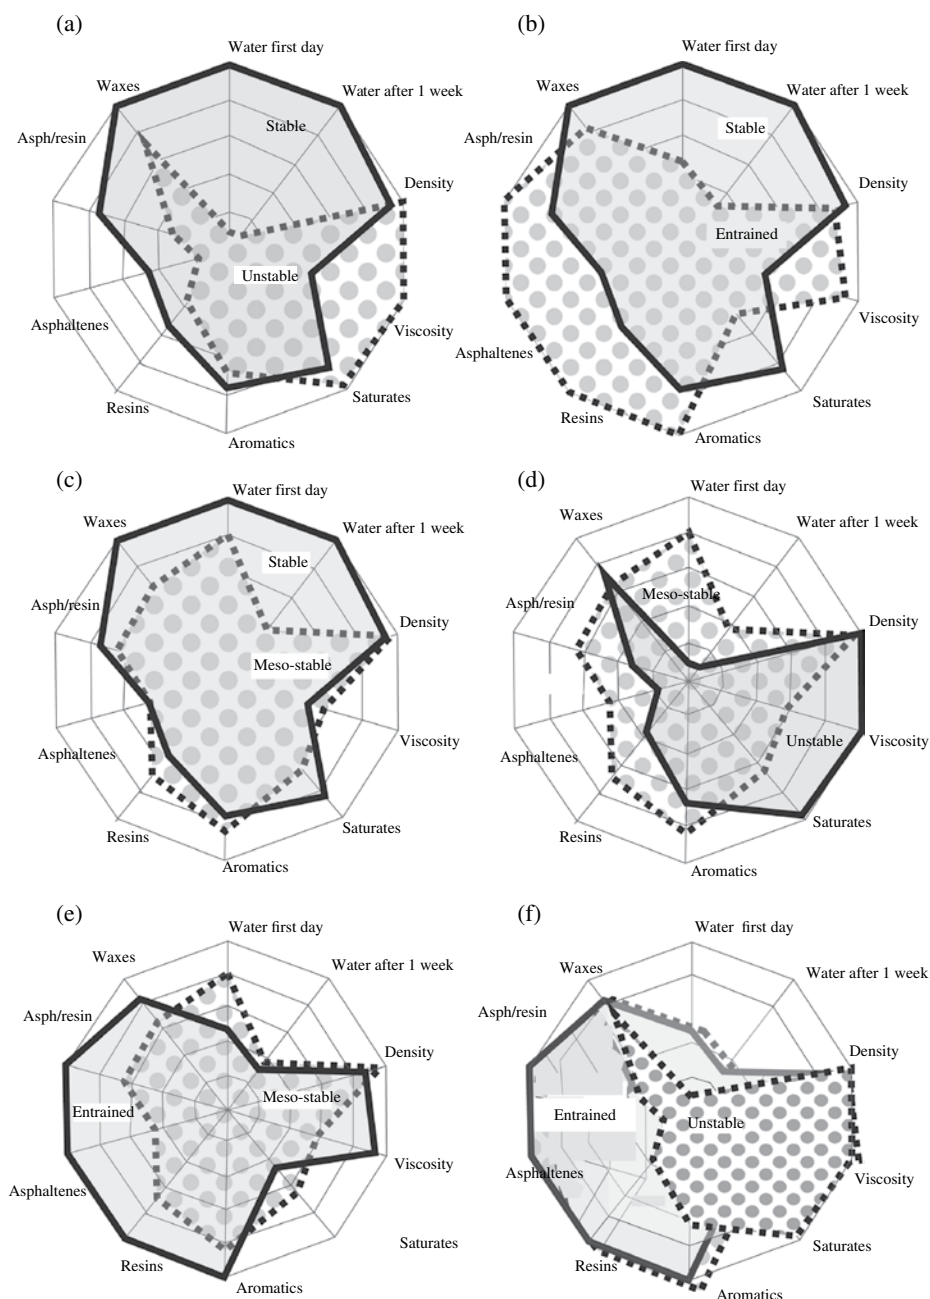 (a)
(b)
Water first day
Water first day
Waxes
Water after 1 week
Waxes
Water after 1 week
Asph/resin
Stable
Asph/resin
Stable
Density
Density
Entrained
Unstable
Asphaltenes
Viscosity
Viscosity
Asphaltenes
Resins
Saturates
Resins
Saturates
Aromatics
Aromatics
(c)
(d)
Water first day
Water first day
Waxes
Water after 1 week
Waxes
Water after 1 week
Stable
Asph/resin
Meso-stable
Asph/resin
Density
Density
Meso-stable
Asphaltenes
Viscosity
Asphaltenes
Unstable
Viscosity
Resins
Saturates
Resins
Saturates
Aromatics
Aromatics
(e)
(f)
Water first day
Water first day
Waxes
Water after 1 week
Waxes
Water after 1 week
Asph/resin
Asph/resin
Density
Density
Entrained
Meso-stable
Entrained
Unstable
Asphaltenes
Viscosity
Asphaltenes
Viscosity
Resins
Saturates
Resins
Saturates
Aromatics
Aromatics